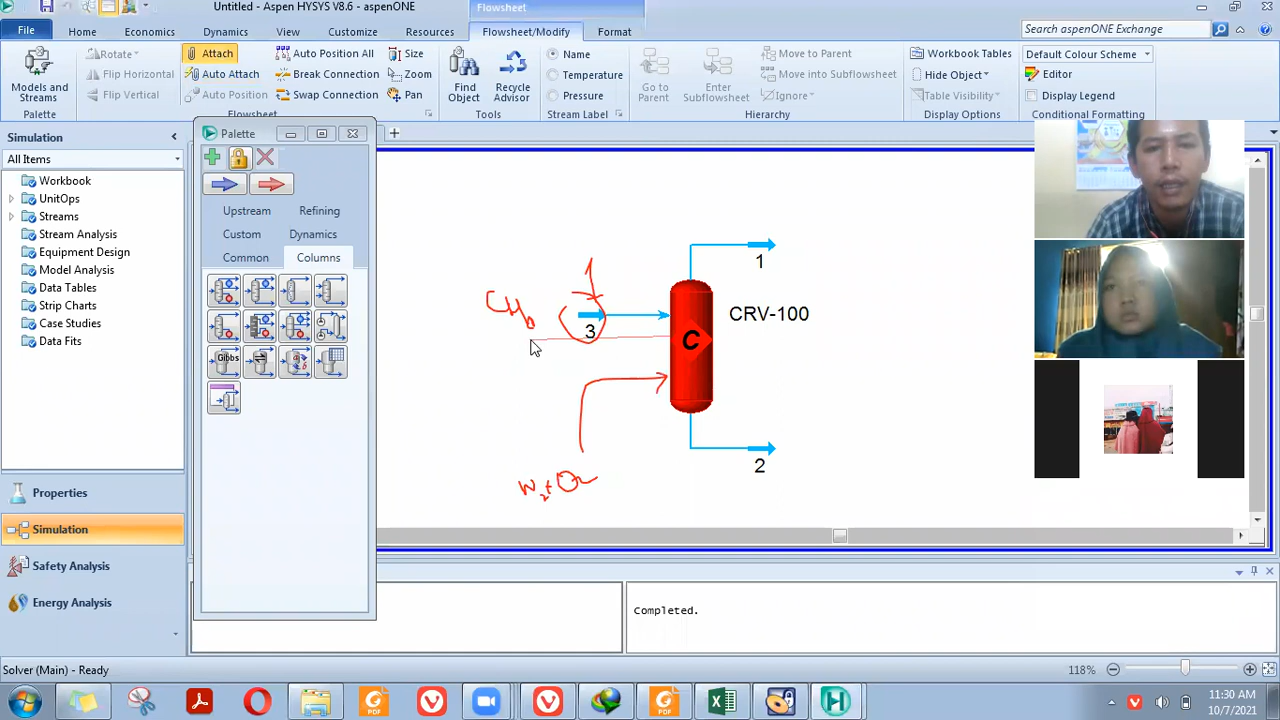 Untitled - Aspen HYSYS V8.6 - aspenONE
Flowsheet
File
Home
Economics
Dynamics
View
Customize
Resources
Flowsheet/Modify
Format
Search aspenONE Exchange
Models and Streams
Palette
Rotate
Flip Horizontal
Flip Vertical
Attach
Auto Attach
Auto Position
Auto Position All
Break Connection
Swap Connection
Size
Zoom
Pan
Flowsheet
Find Object
Recycle Advisor
Tools
Name
Temperature
Pressure
Stream Label
Go to Parent
Enter Subflowsheet
Move to Parent
Move into Subflowsheet
Ignore
Hierarchy
Workbook Tables
Hide Object
Table Visibility
Display Options
Default Colour Scheme
Editor
Display Legend
Conditional Formatting
Simulation
All Items
Workbook
UnitOps
Streams
Stream Analysis
Equipment Design
Model Analysis
Data Tables
Strip Charts
Case Studies
Data Fits
Properties
Simulation
Safety Analysis
Energy Analysis
Palette
Upstream
Refining
Custom
Dynamics
Common
Columns
Gibbs
1
CRV-100
3
C
2
Completed.
Solver (Main) - Ready
118%
PDF
PDF
11:30 AM
10/7/2021